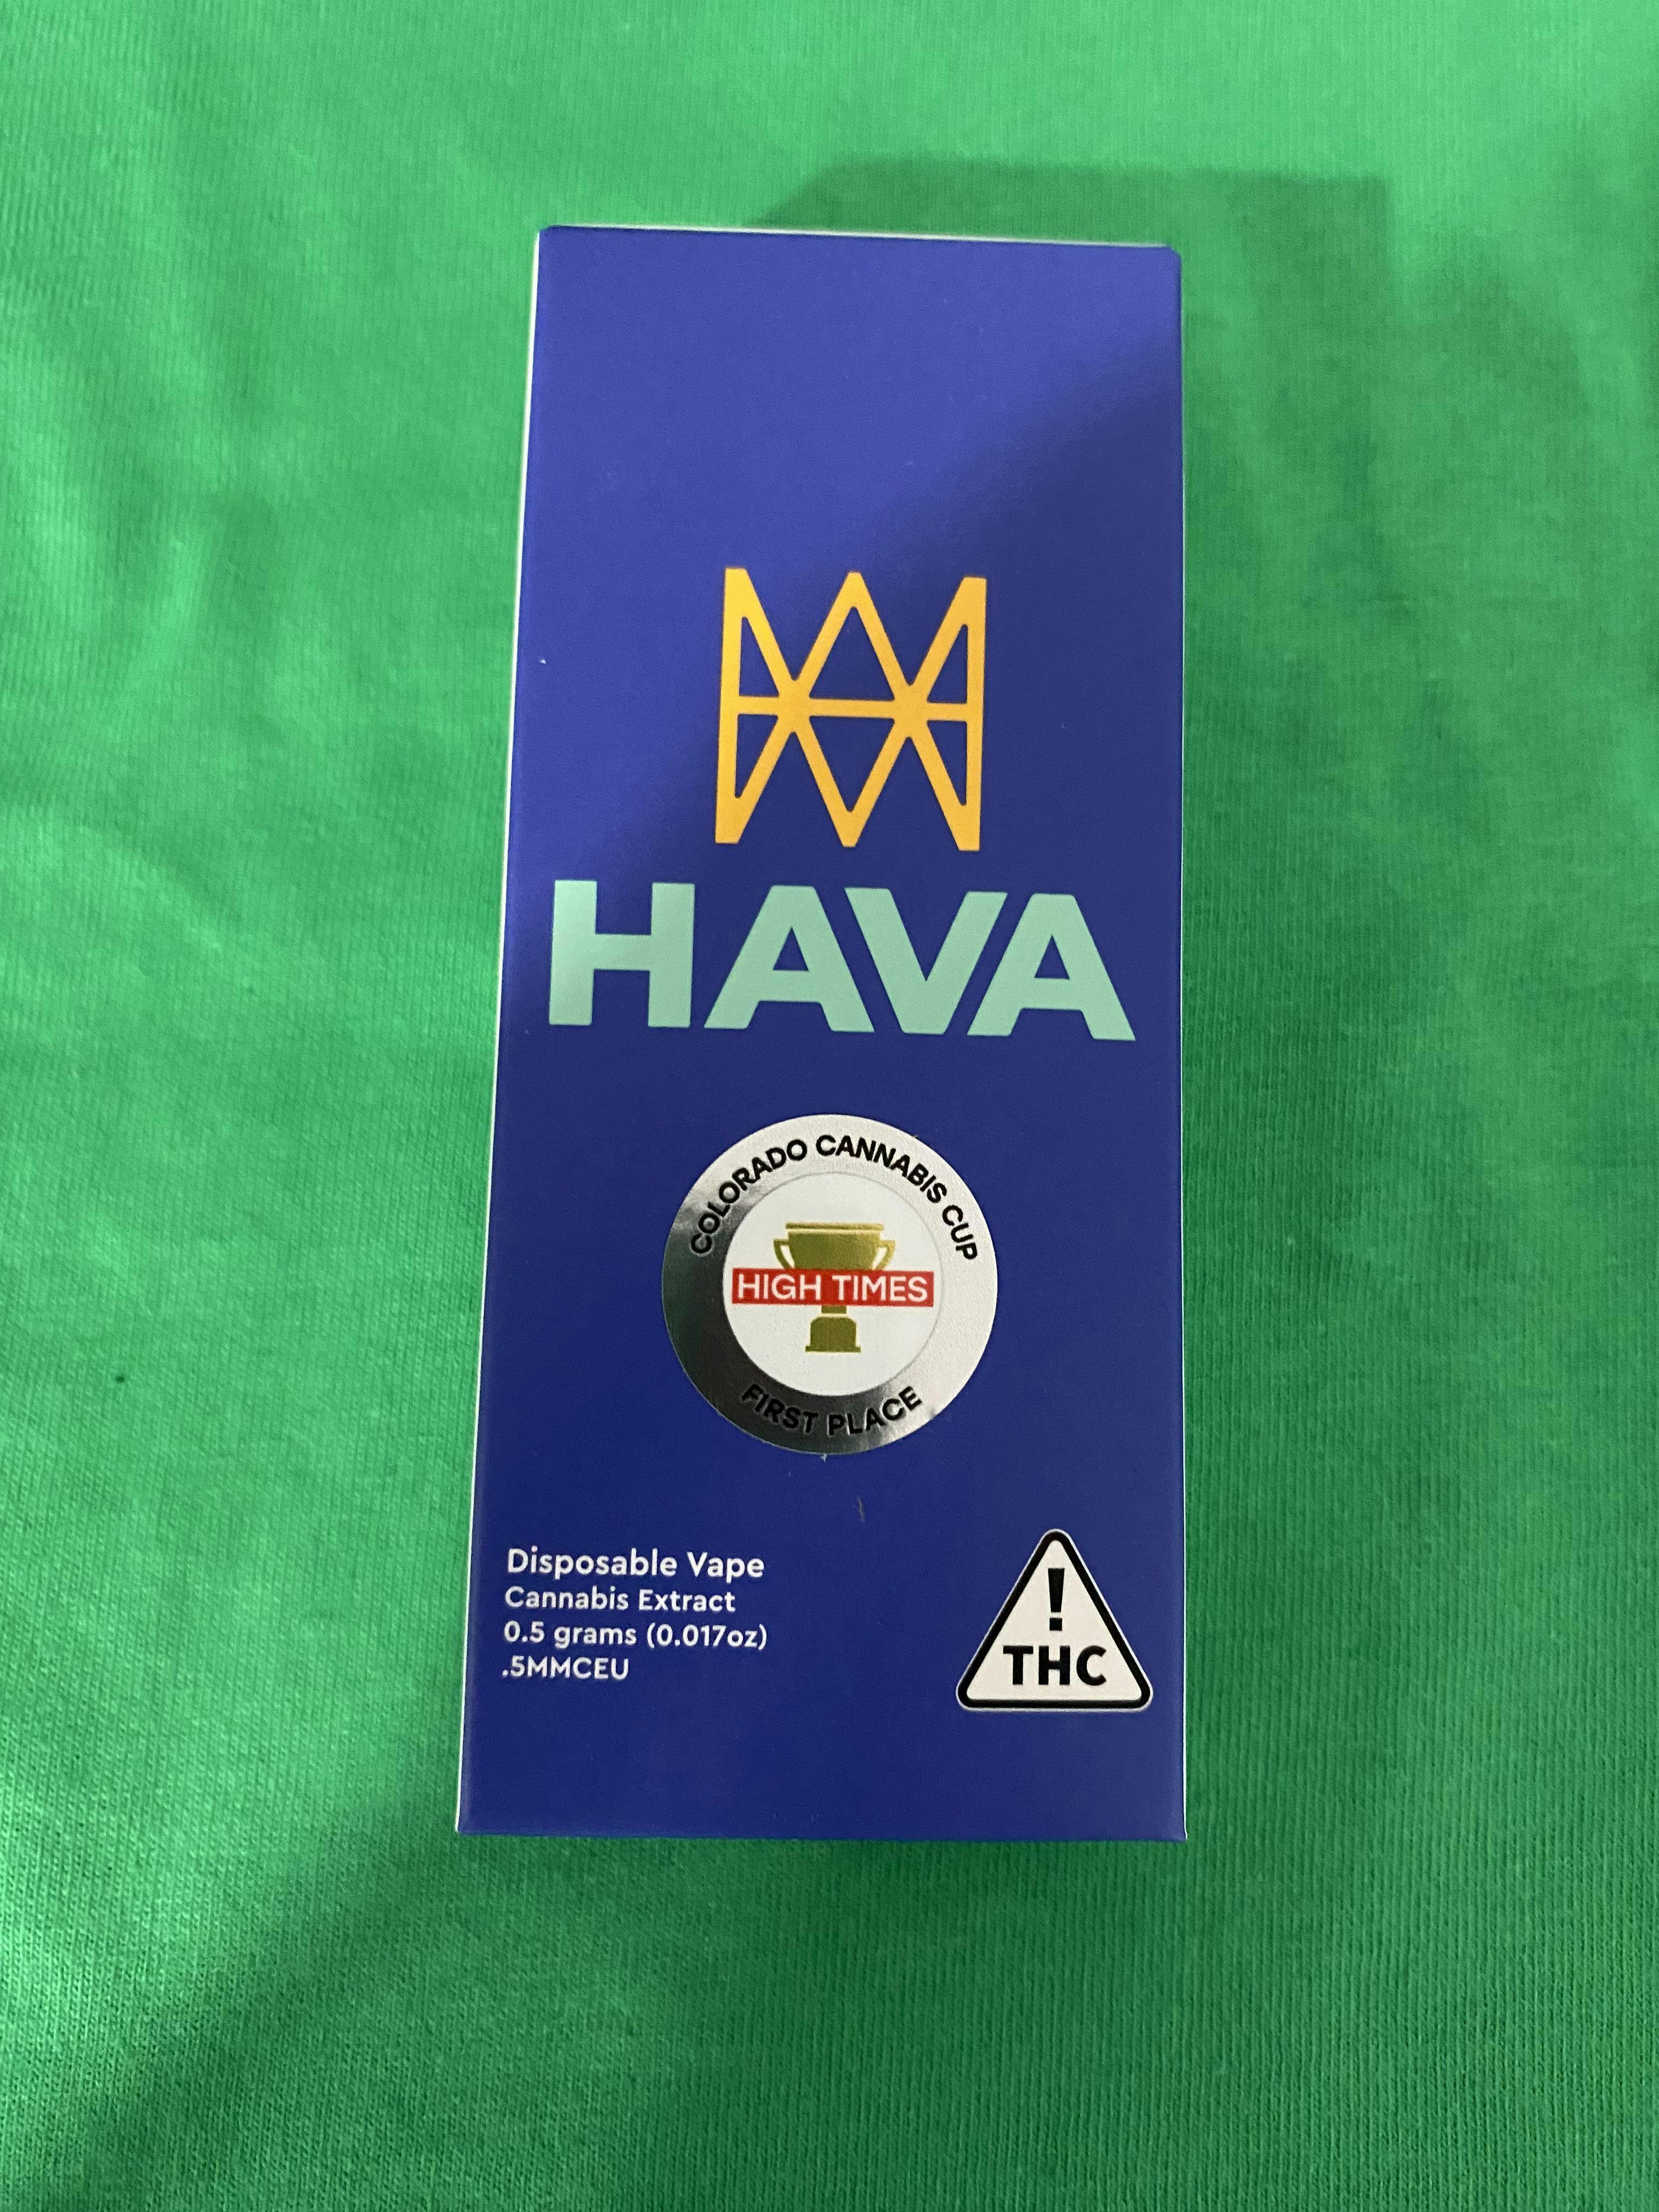 HAVA
COLORADO CANNABIS CUP
HIGH TIMES
FIRST PLACE
Disposable Vape
Cannabis Extract
0.5 grams (0.017oz)
.5MMCEU
!
THC